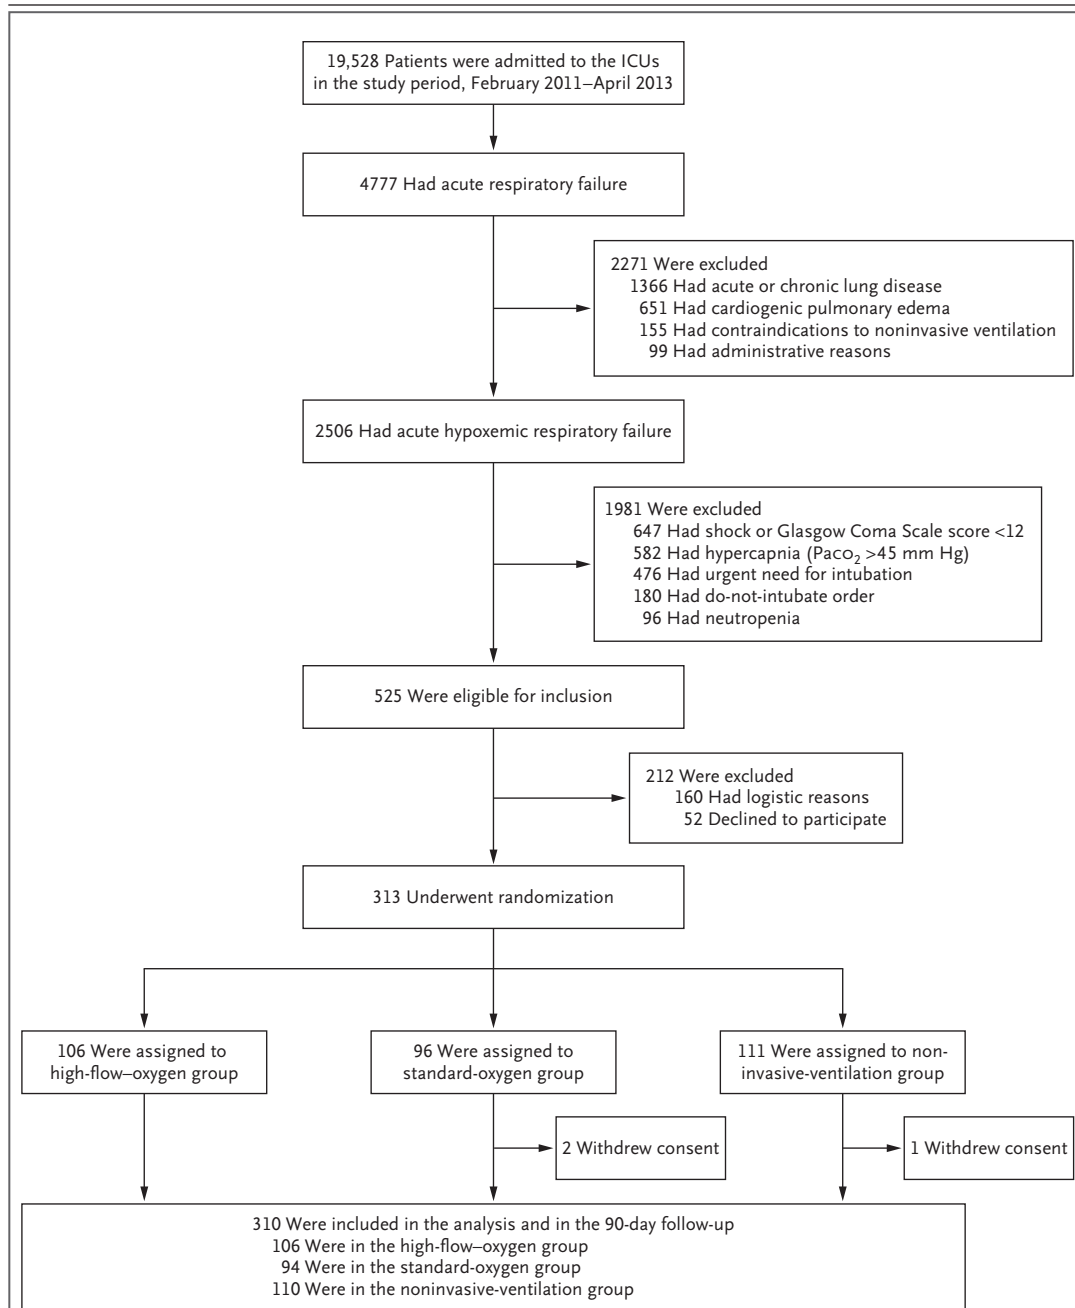 19,528 Patients were admitted to the ICUs
in the study period, February 2011–April 2013
4777 Had acute respiratory failure
2271 Were excluded
1366 Had acute or chronic lung disease
651 Had cardiogenic pulmonary edema
155 Had contraindications to noninvasive ventilation
99 Had administrative reasons
2506 Had acute hypoxemic respiratory failure
1981 Were excluded
647 Had shock or Glasgow Coma Scale score <12
582 Had hypercapnia (Paco₂ >45 mm Hg)
476 Had urgent need for intubation
180 Had do-not-intubate order
96 Had neutropenia
525 Were eligible for inclusion
212 Were excluded
160 Had logistic reasons
52 Declined to participate
313 Underwent randomization
106 Were assigned to
high-flow–oxygen group
96 Were assigned to
standard-oxygen group
111 Were assigned to non-
invasive-ventilation group
2 Withdrew consent
1 Withdrew consent
310 Were included in the analysis and in the 90-day follow-up
106 Were in the high-flow–oxygen group
94 Were in the standard-oxygen group
110 Were in the noninvasive-ventilation group